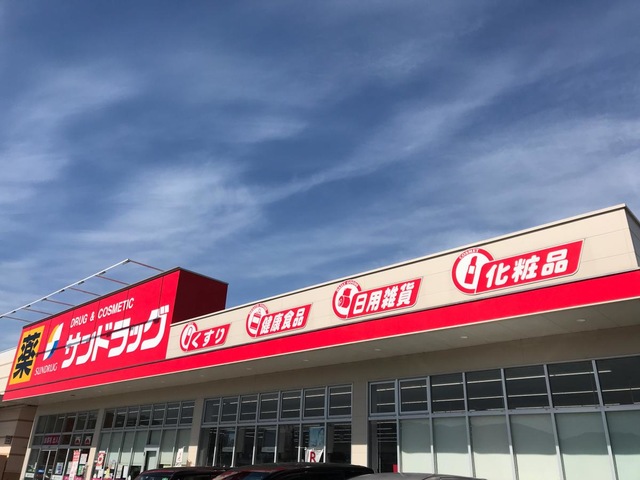 薬
SUNDRUG
DRUG & COSMETIC
サンドラッグ
くすり
健康食品
日用雑貨
化粧品